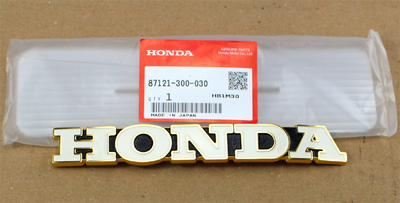 HONDA
GENUINE PARTS
Honda Motor Co., Ltd.
87121-300-030
QTY 1
HB1M30
MADE IN JAPAN
HONDA